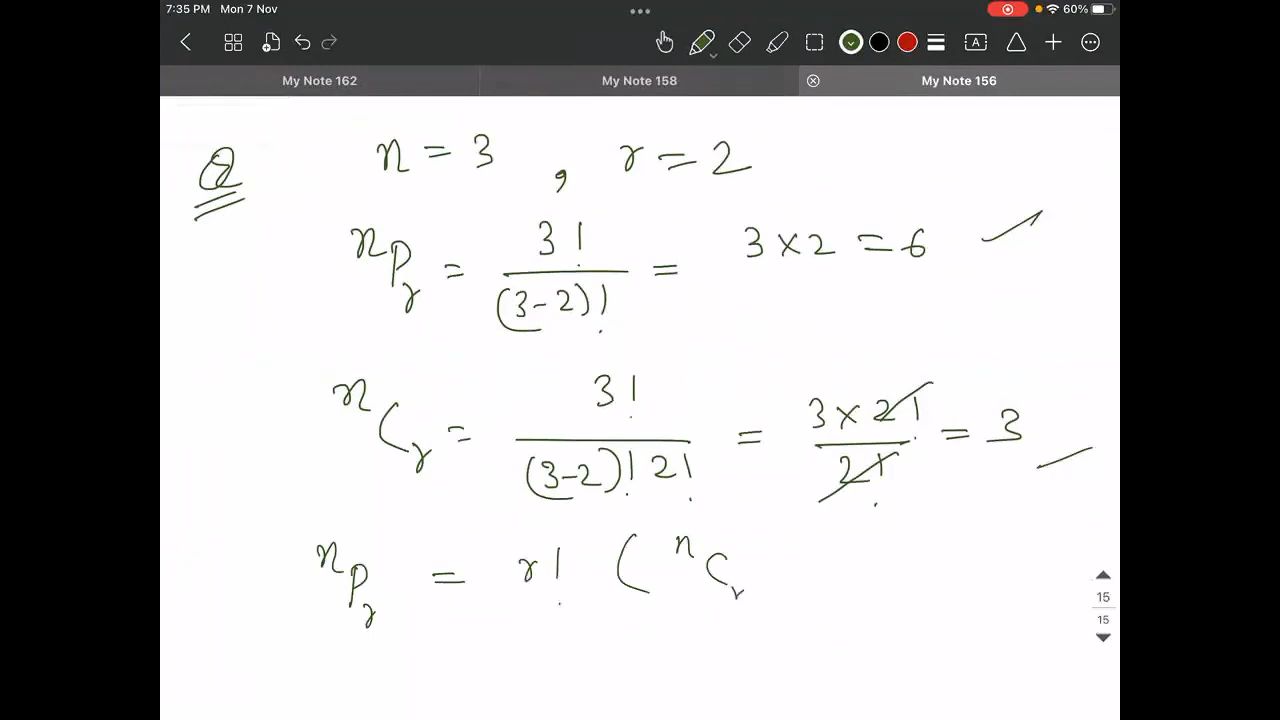 7:35 PM Mon 7 Nov
60%
A
My Note 162
My Note 158
My Note 156
Q n = 3 , r = 2
ⁿPᵣ = 3! / (3-2)! = 3 × 2 = 6
ⁿCᵣ = 3! / (3-2)! 2! = 3 × 2! / 2! = 3
ⁿPᵣ = r! ( ⁿCᵣ
15
15